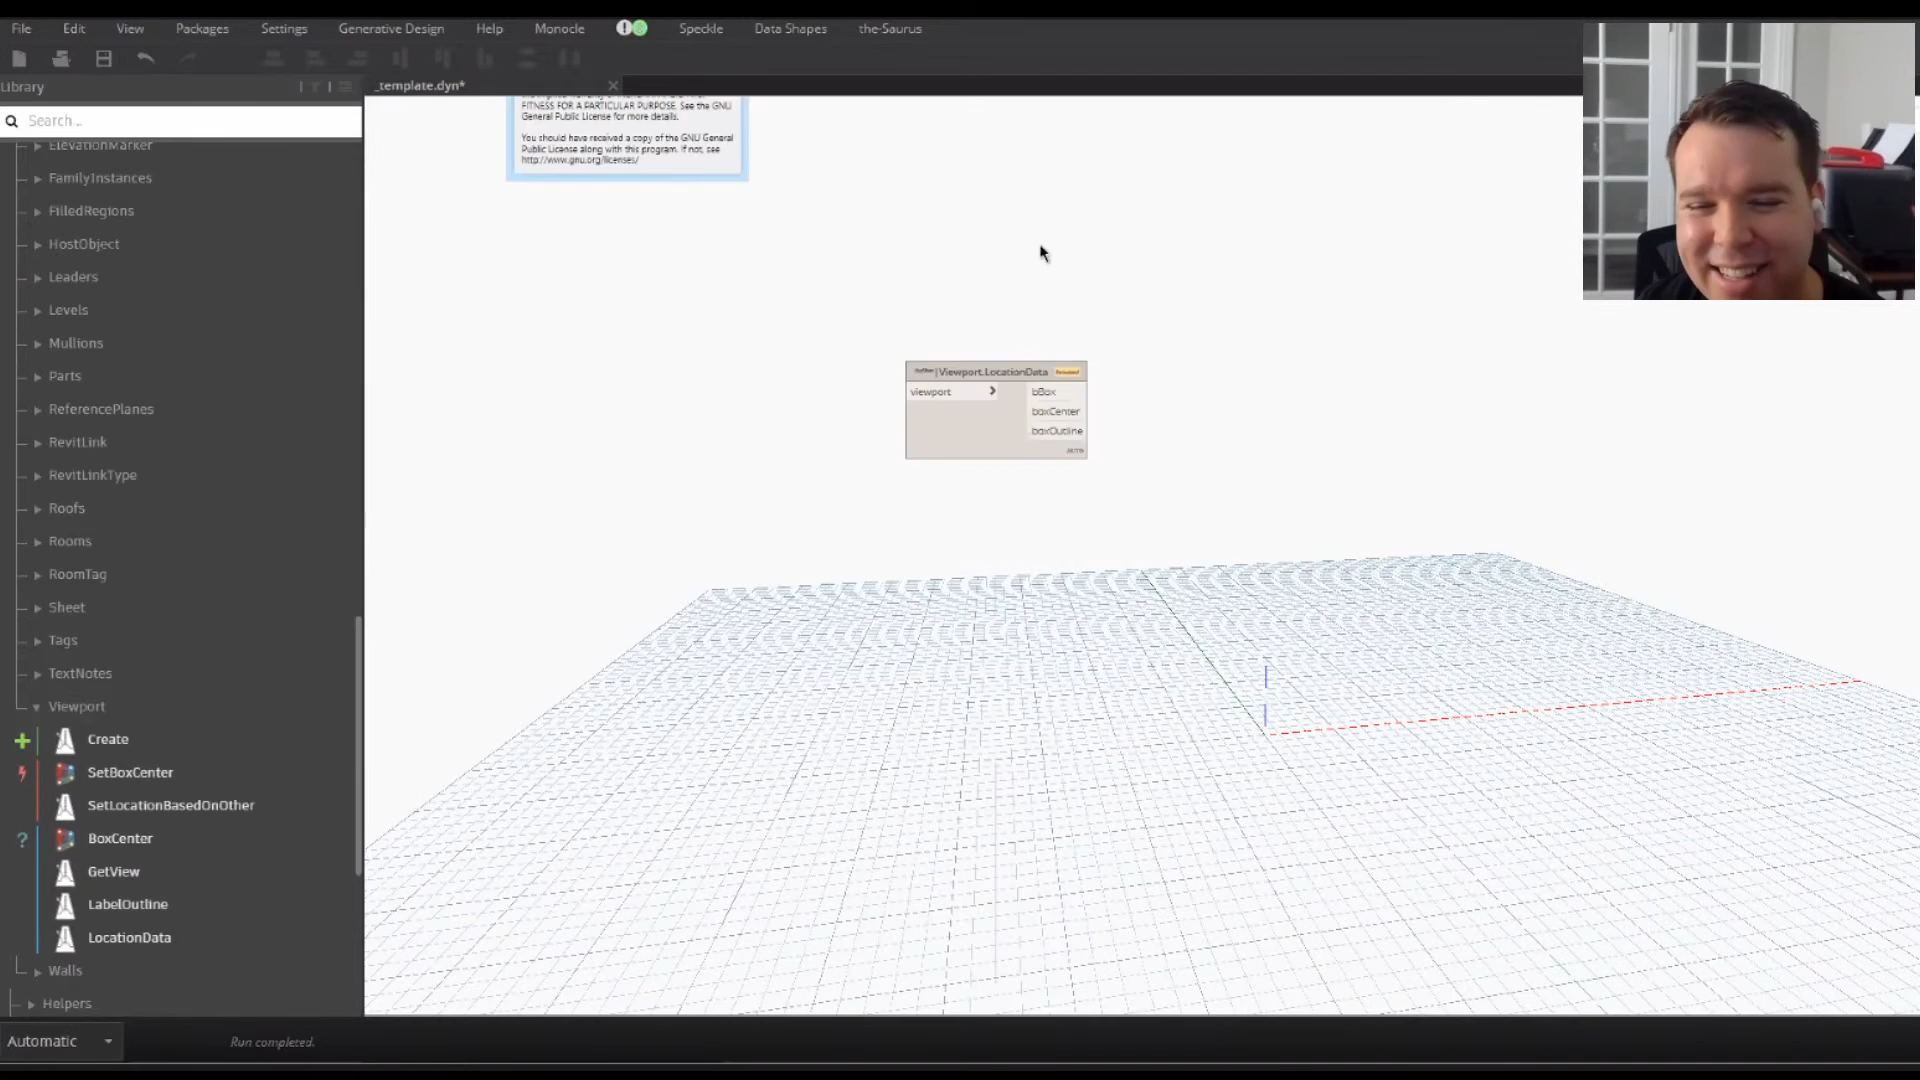 File Edit View Packages Settings Generative Design Help Monocle Speckle Data Shapes the-Saurus
Library
_template.dyn*
Search...
ElevationMarker
FamilyInstances
FilledRegions
HostObject
Leaders
Levels
Mullions
Parts
ReferencePlanes
RevitLink
RevitLinkType
Roofs
Rooms
RoomTag
Sheet
Tags
TextNotes
Viewport
Create
SetBoxCenter
SetLocationBasedOnOther
BoxCenter
GetView
LabelOutline
LocationData
Walls
Helpers
FITNESS FOR A PARTICULAR PURPOSE. See the GNU
General Public License for more details.
You should have received a copy of the GNU General
Public License along with this program. If not, see
http://www.gnu.org/licenses/
Viewport.LocationData
viewport >
bBox
boxCenter
boxOutline
AUTO
Automatic
Run completed.